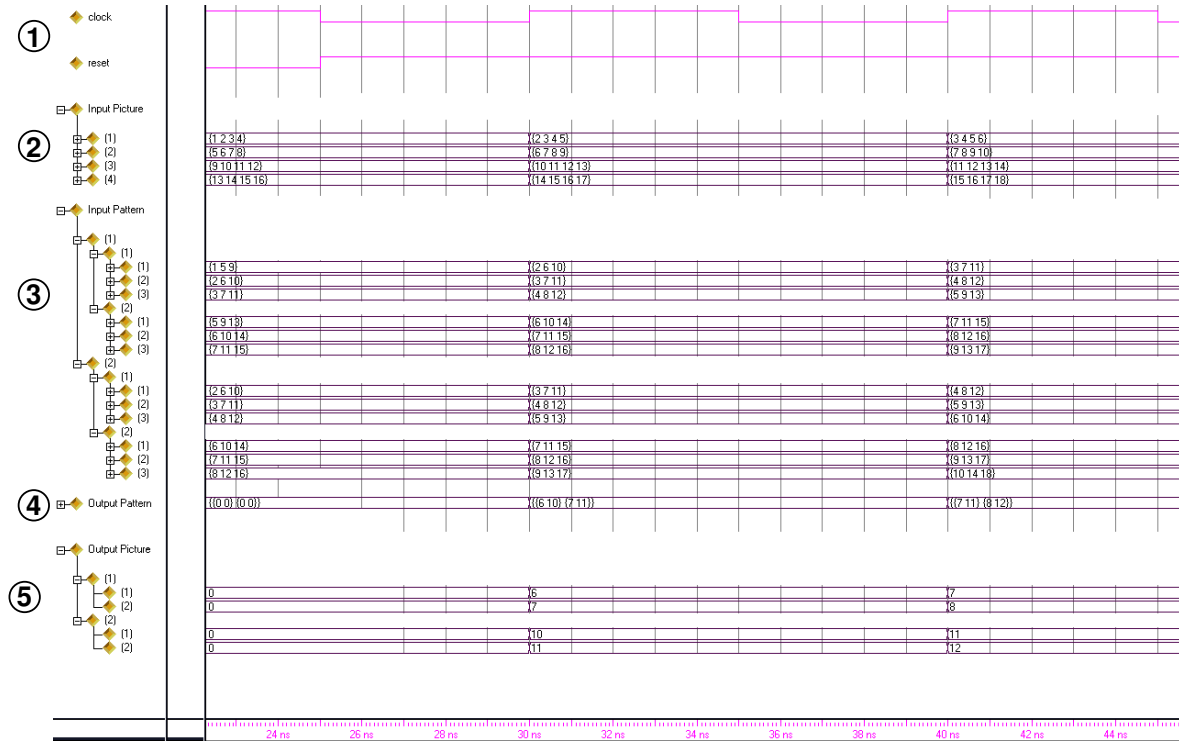 clock
1
reset
Input Picture
2
(1) {1 2 3 4} {2 3 4 5} {3 4 5 6}
(2) {5 6 7 8} {6 7 8 9} {7 8 9 10}
(3) {9 10 11 12} {10 11 12 13} {11 12 13 14}
(4) {13 14 15 16} {14 15 16 17} {15 16 17 18}
Input Pattern
3
(1)
(1)
(1) {1 5 9} {2 6 10} {3 7 11}
(2) {2 6 10} {3 7 11} {4 8 12}
(3) {3 7 11} {4 8 12} {5 9 13}
(2)
(1) {5 9 13} {6 10 14} {7 11 15}
(2) {6 10 14} {7 11 15} {8 12 16}
(3) {7 11 15} {8 12 16} {9 13 17}
(2)
(1)
(1) {2 6 10} {3 7 11} {4 8 12}
(2) {3 7 11} {4 8 12} {5 9 13}
(3) {4 8 12} {5 9 13} {6 10 14}
(2)
(1) {6 10 14} {7 11 15} {8 12 16}
(2) {7 11 15} {8 12 16} {9 13 17}
(3) {8 12 16} {9 13 17} {10 14 18}
4 Output Pattern {{0 0} {0 0}} {{6 10} {7 11}} {{7 11} {8 12}}
Output Picture
5
(1)
(1) 0 6 7
(2) 0 7 8
(2)
(1) 0 10 11
(2) 0 11 12
24 ns 26 ns 28 ns 30 ns 32 ns 34 ns 36 ns 38 ns 40 ns 42 ns 44 ns